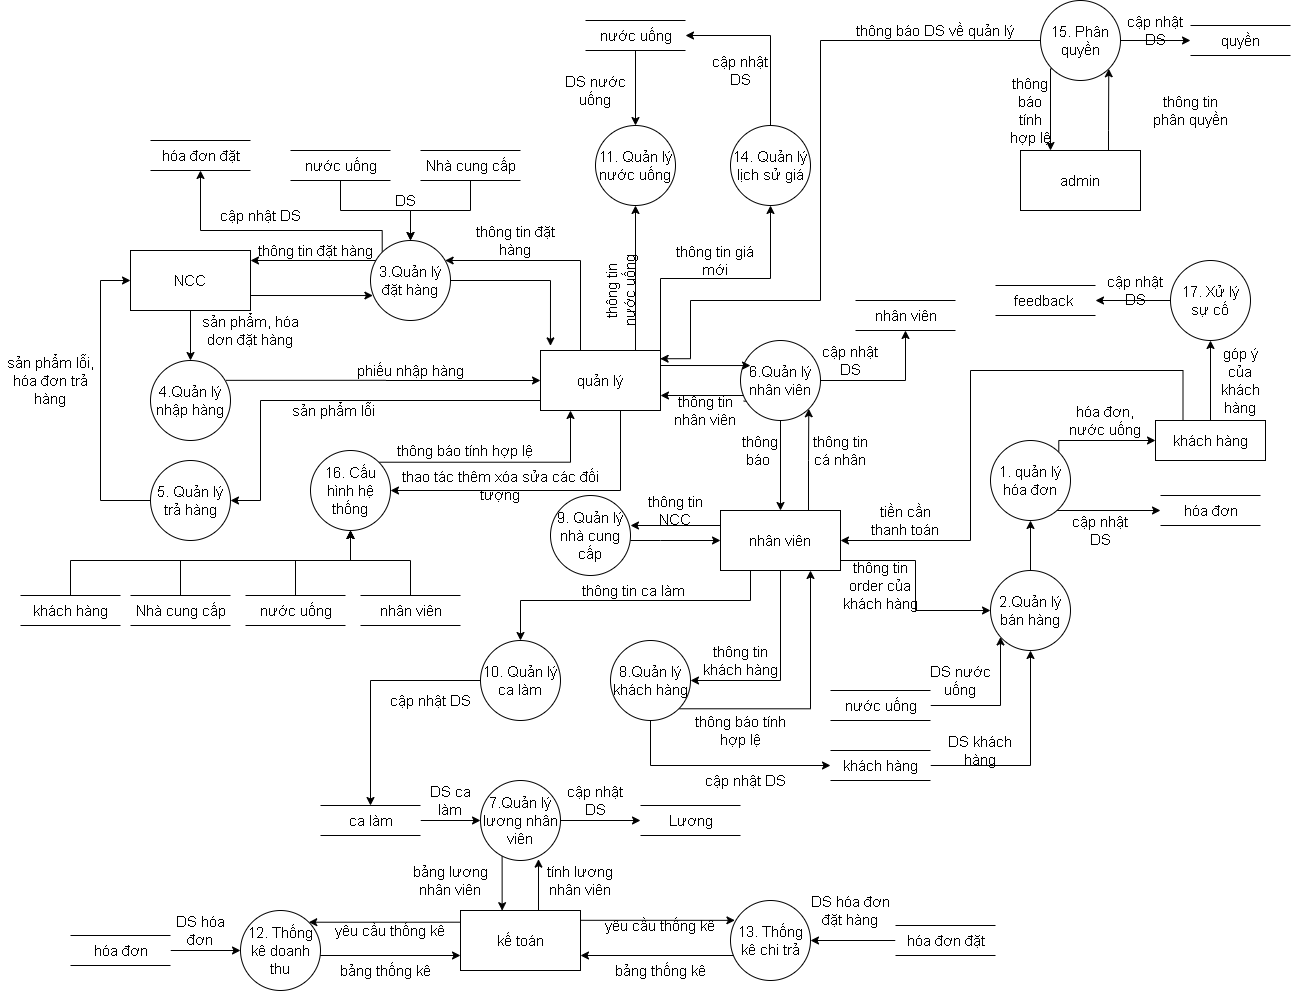 nước uống
cập nhật
DS
DS nước
uống
11. Quản lý
nước uống
14. Quản lý
lịch sử giá
thông báo DS về quản lý
15. Phân
quyền
cập nhật
DS
quyền
thông
báo
tính
hợp lệ
thông tin
phân quyền
admin
hóa đơn đặt
nước uống
Nhà cung cấp
DS
cập nhật DS
thông tin đặt hàng
thông tin đặt
hàng
NCC
3.Quản lý
đặt hàng
thông tin
nước uống
thông tin giá
mới
sản phẩm, hóa
dơn đặt hàng
sản phẩm lỗi,
hóa đơn trả
hàng
4.Quản lý
nhập hàng
phiếu nhập hàng
sản phẩm lỗi
quản lý
6.Quản lý
nhân viên
cập nhật
DS
nhân viên
thông tin
nhân viên
feedback
cập nhật
DS
17. Xử lý
sự cố
góp ý
của
khách
hàng
hóa đơn,
nước uống
khách hàng
thông báo tính hợp lệ
thao tác thêm xóa sửa các đối
tượng
16. Cấu
hình hệ
thống
5. Quản lý
trả hàng
thông
báo
thông tin
cá nhân
1. quản lý
hóa đơn
hóa đơn
cập nhật
DS
9. Quản lý
nhà cung
cấp
thông tin
NCC
nhân viên
tiền cần
thanh toán
thông tin
order của
khách hàng
2.Quản lý
bán hàng
khách hàng
Nhà cung cấp
nước uống
nhân viên
thông tin ca làm
10. Quản lý
ca làm
cập nhật DS
8.Quản lý
khách hàng
thông tin
khách hàng
thông báo tính
hợp lệ
cập nhật DS
DS nước
uống
nước uống
DS khách
hàng
khách hàng
ca làm
DS ca
làm
7.Quản lý
lương nhân
viên
cập nhật
DS
Lương
bảng lương
nhân viên
tính lương
nhân viên
hóa đơn
DS hóa
đơn
12. Thống
kê doanh
thu
yêu cầu thống kê
bảng thống kê
kế toán
yêu cầu thống kê
bảng thống kê
13. Thống
kê chi trả
DS hóa đơn
đặt hàng
hóa đơn đặt